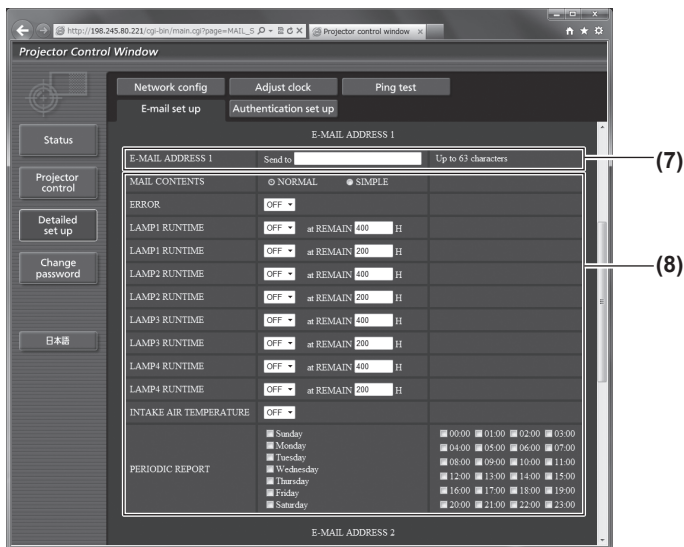 http://198.245.80.221/cgi-bin/main.cgi?page=MAIL_S
Projector control window
Projector Control Window
Network config Adjust clock Ping test
E-mail set up Authentication set up
Status
Projector control
Detailed set up
Change password
日本語
E-MAIL ADDRESS 1
E-MAIL ADDRESS 1 Send to Up to 63 characters
(7)
MAIL CONTENTS NORMAL SIMPLE
ERROR OFF
LAMP1 RUNTIME OFF at REMAIN 400 H
LAMP1 RUNTIME OFF at REMAIN 200 H
(8)
LAMP2 RUNTIME OFF at REMAIN 400 H
LAMP2 RUNTIME OFF at REMAIN 200 H
LAMP3 RUNTIME OFF at REMAIN 400 H
LAMP3 RUNTIME OFF at REMAIN 200 H
LAMP4 RUNTIME OFF at REMAIN 400 H
LAMP4 RUNTIME OFF at REMAIN 200 H
INTAKE AIR TEMPERATURE OFF
PERIODIC REPORT
Sunday
Monday
Tuesday
Wednesday
Thursday
Friday
Saturday
00:00 01:00 02:00 03:00
04:00 05:00 06:00 07:00
08:00 09:00 10:00 11:00
12:00 13:00 14:00 15:00
16:00 17:00 18:00 19:00
20:00 21:00 22:00 23:00
E-MAIL ADDRESS 2